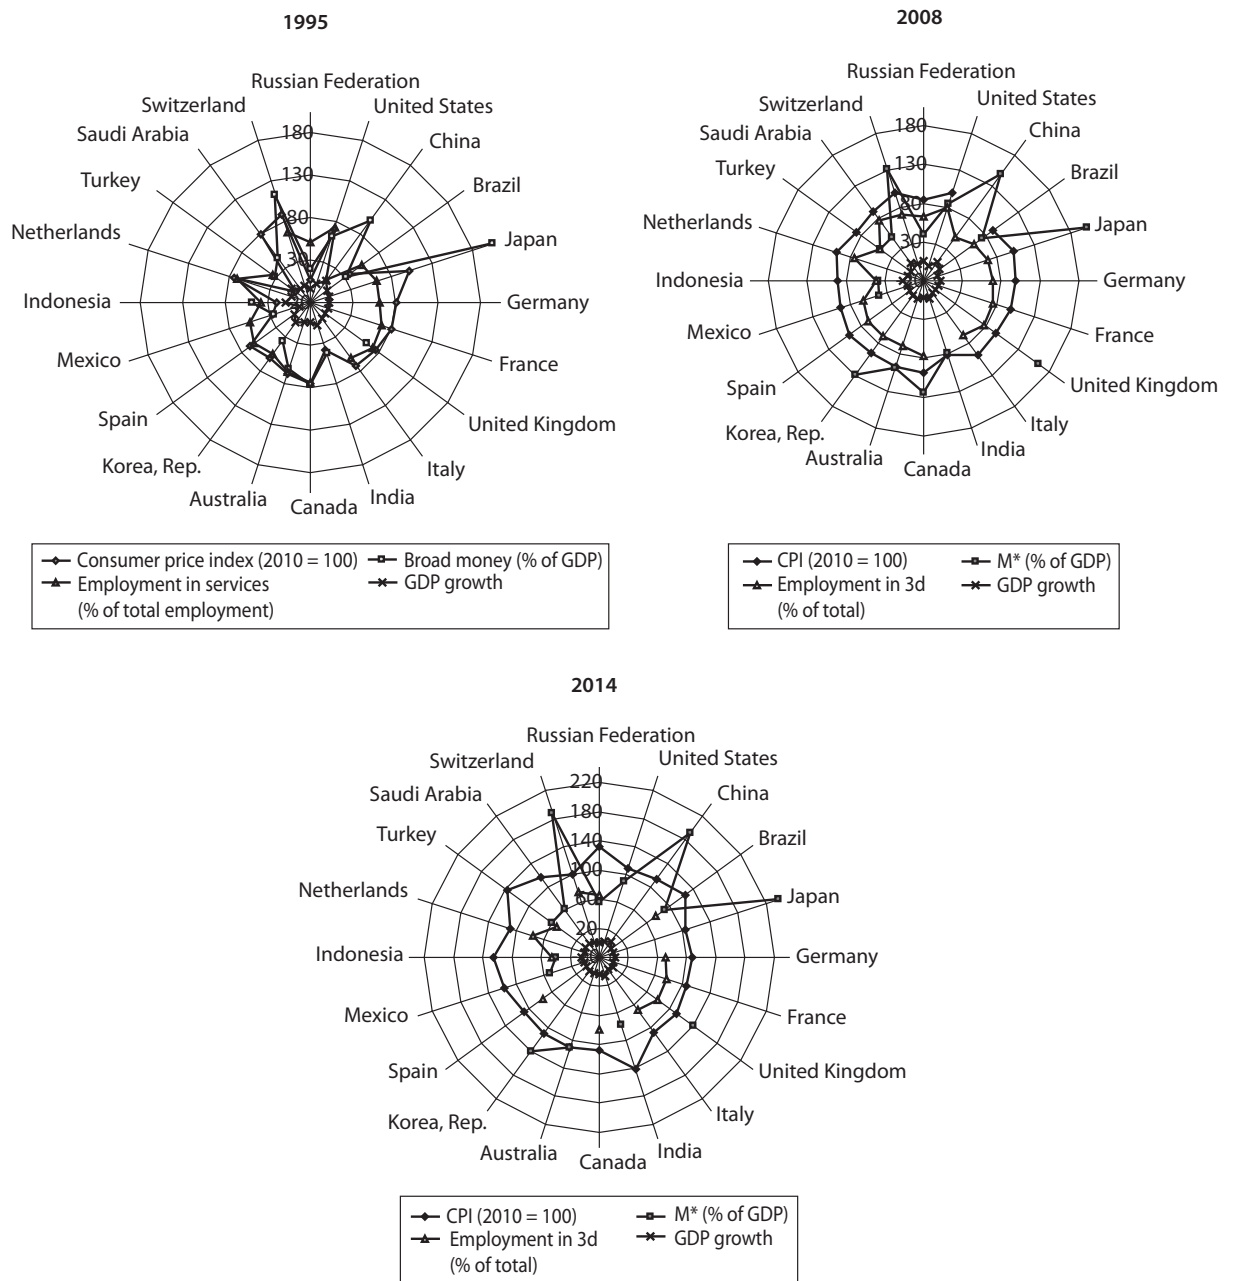 1995
Russian Federation
United States
China
Brazil
Japan
Germany
France
United Kingdom
Italy
India
Canada
Australia
Korea, Rep.
Spain
Mexico
Indonesia
Netherlands
Turkey
Saudi Arabia
Switzerland
180
130
80
30
Consumer price index (2010 = 100)
Broad money (% of GDP)
Employment in services
(% of total employment)
GDP growth
2008
Russian Federation
United States
China
Brazil
Japan
Germany
France
United Kingdom
Italy
India
Canada
Australia
Korea, Rep.
Spain
Mexico
Indonesia
Netherlands
Turkey
Saudi Arabia
Switzerland
180
130
80
30
CPI (2010 = 100)
M* (% of GDP)
Employment in 3d
(% of total)
GDP growth
2014
Russian Federation
United States
China
Brazil
Japan
Germany
France
United Kingdom
Italy
India
Canada
Australia
Korea, Rep.
Spain
Mexico
Indonesia
Netherlands
Turkey
Saudi Arabia
Switzerland
220
180
140
100
60
20
CPI (2010 = 100)
M* (% of GDP)
Employment in 3d
(% of total)
GDP growth